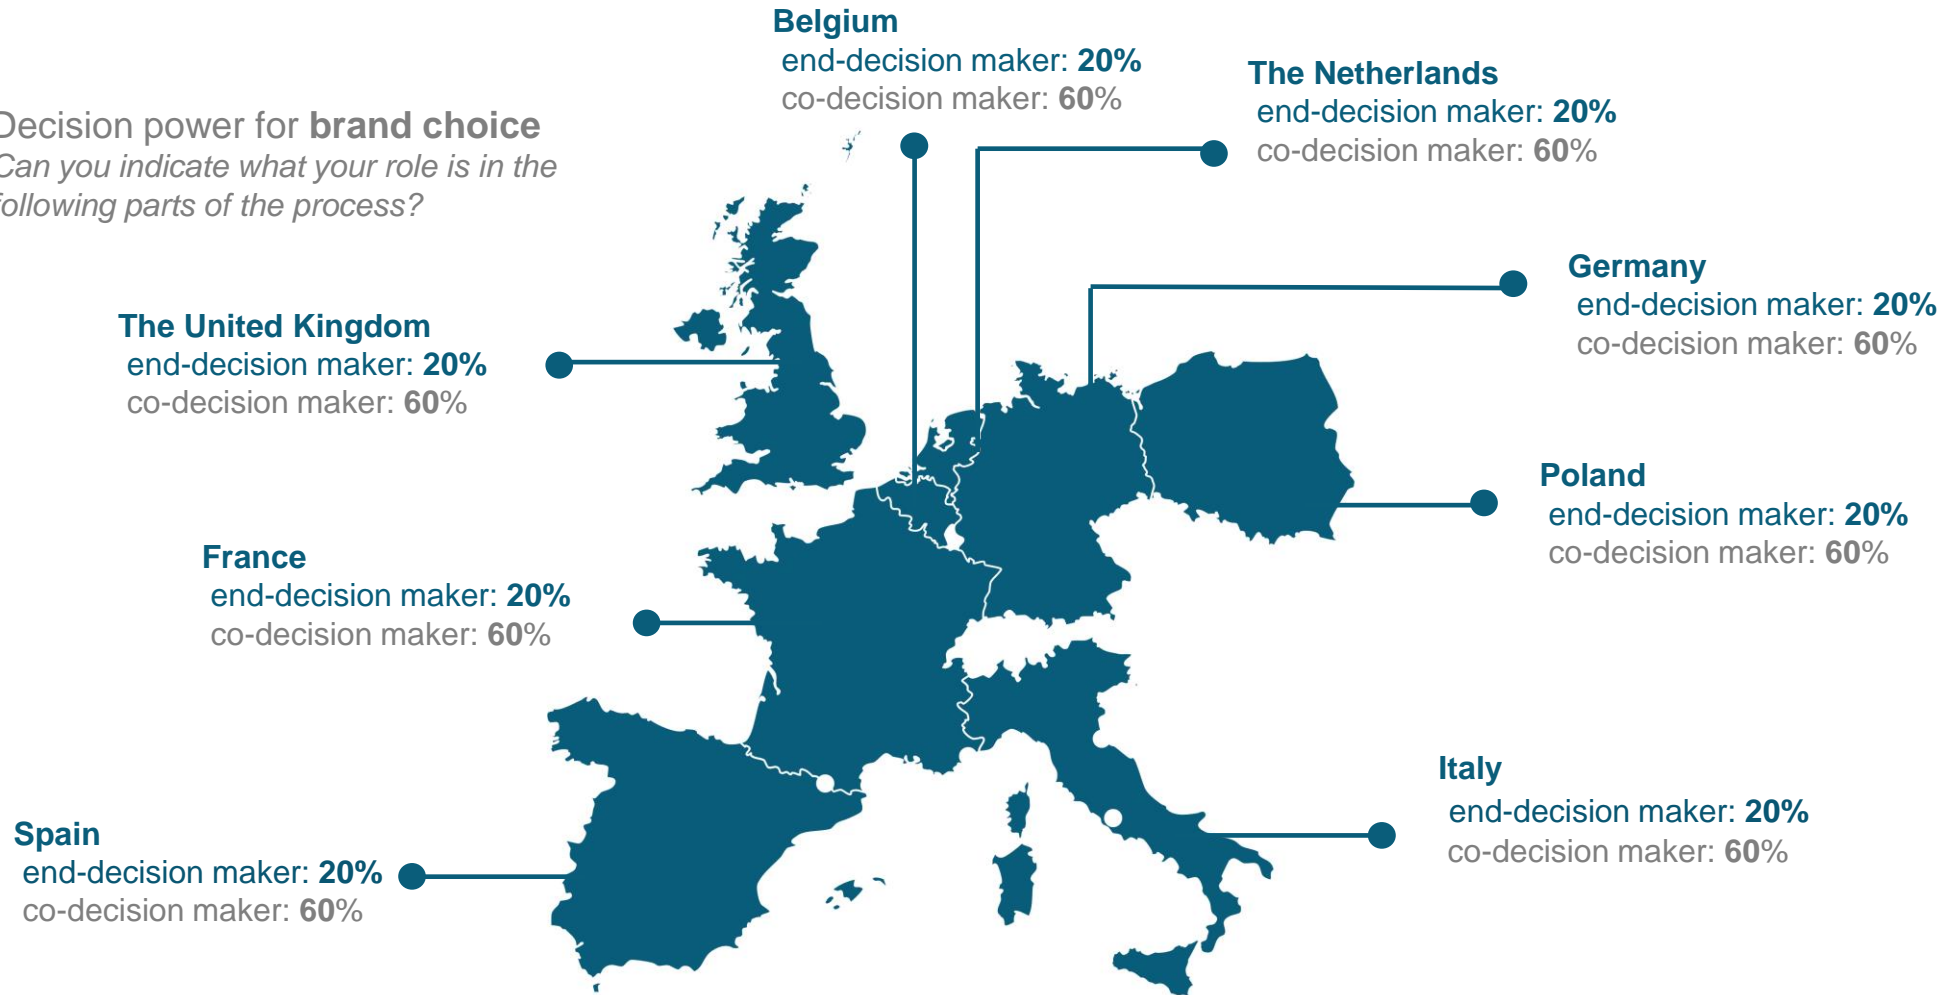 Belgium
end-decision maker: 20%
co-decision maker: 60%
The Netherlands
end-decision maker: 20%
co-decision maker: 60%
Decision power for brand choice
Can you indicate what your role is in the
following parts of the process?
Germany
end-decision maker: 20%
co-decision maker: 60%
The United Kingdom
end-decision maker: 20%
co-decision maker: 60%
Poland
end-decision maker: 20%
co-decision maker: 60%
France
end-decision maker: 20%
co-decision maker: 60%
Italy
end-decision maker: 20%
co-decision maker: 60%
Spain
end-decision maker: 20%
co-decision maker: 60%